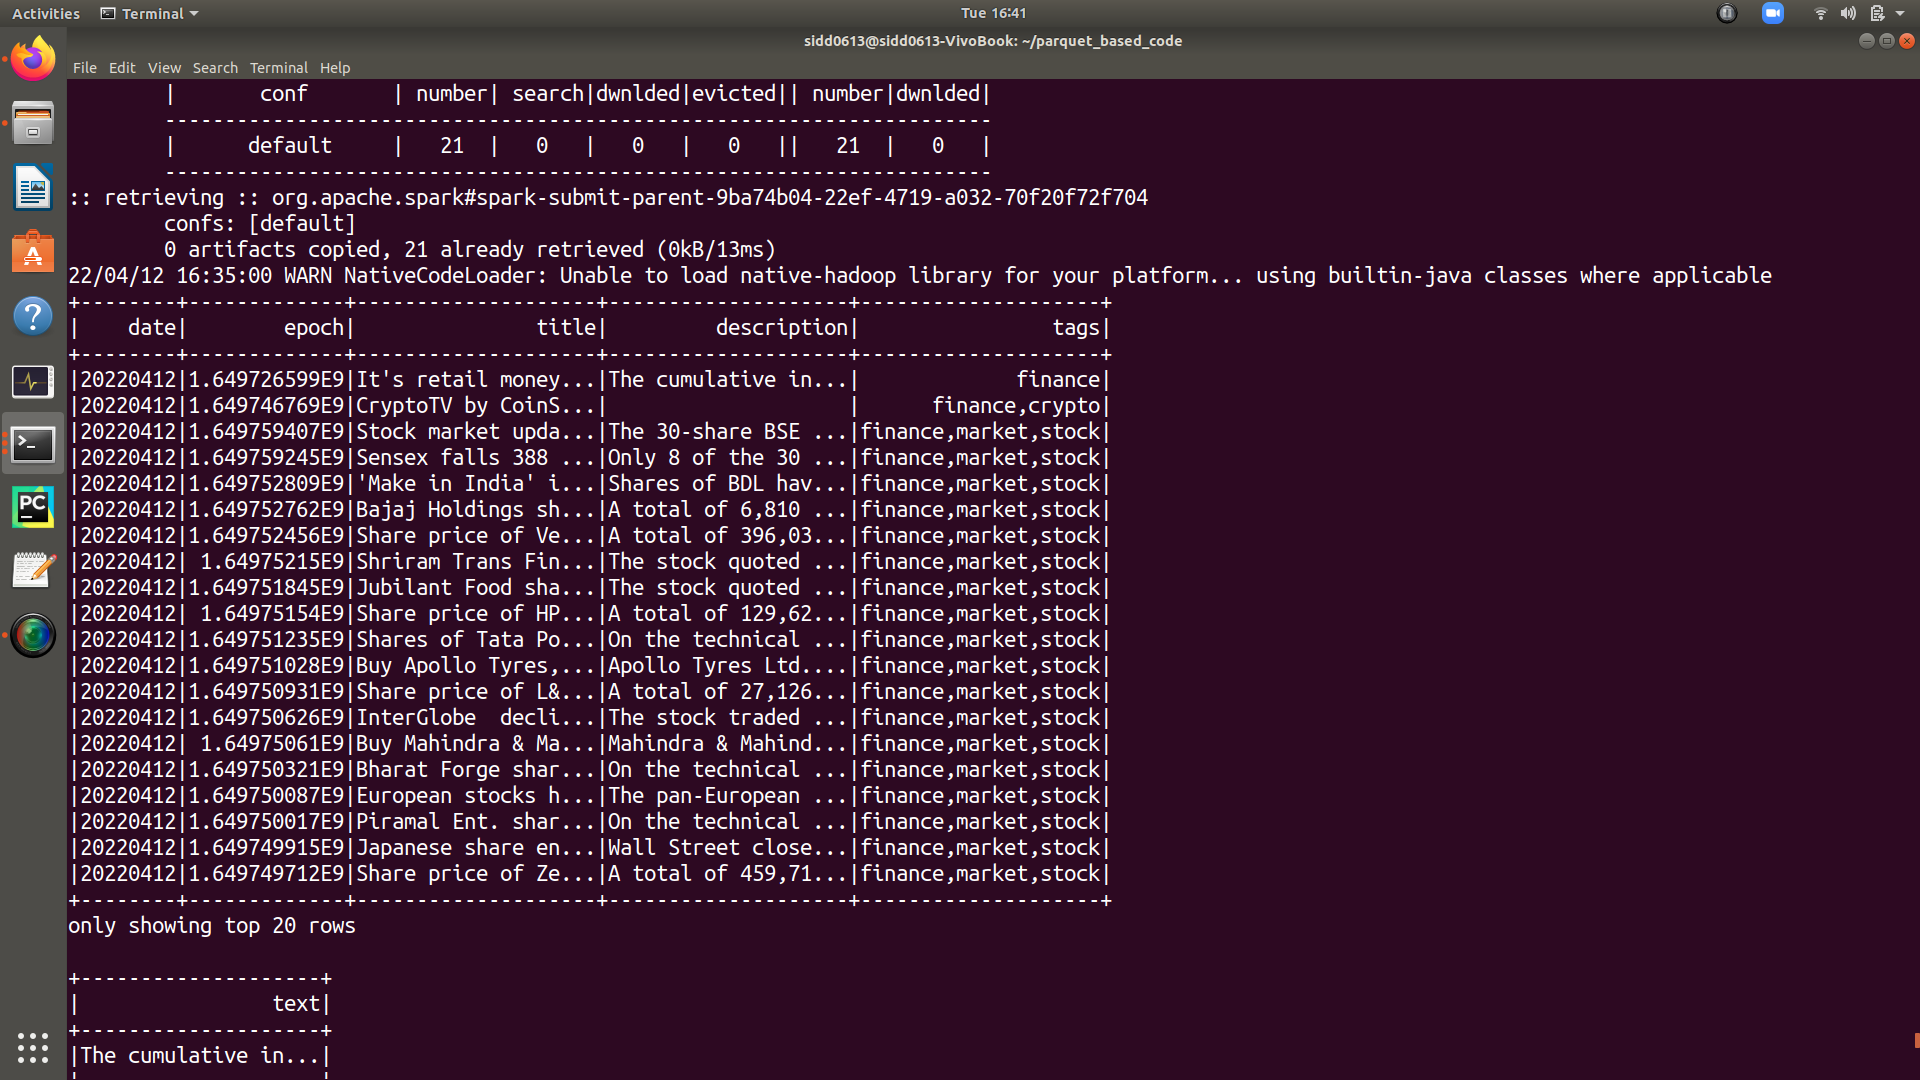 Activities Terminal Tue 16:41
sidd0613@sidd0613-VivoBook: ~/parquet_based_code
File Edit View Search Terminal Help
|       conf       | number| search|dwnlded|evicted|| number|dwnlded|
---------------------------------------------------------------------
|      default     |   21  |   0   |   0   |   0   ||   21  |   0   |
---------------------------------------------------------------------
:: retrieving :: org.apache.spark#spark-submit-parent-9ba74b04-22ef-4719-a032-70f20f72f704
confs: [default]
0 artifacts copied, 21 already retrieved (0kB/13ms)
22/04/12 16:35:00 WARN NativeCodeLoader: Unable to load native-hadoop library for your platform... using builtin-java classes where applicable
+--------+-------------+--------------------+--------------------+--------------------+
|    date|        epoch|               title|         description|                tags|
+--------+-------------+--------------------+--------------------+--------------------+
|20220412|1.649726599E9|It's retail money...|The cumulative in...|             finance|
|20220412|1.649746769E9|CryptoTV by CoinS...|                    |      finance,crypto|
|20220412|1.649759407E9|Stock market upda...|The 30-share BSE ...|finance,market,stock|
|20220412|1.649759245E9|Sensex falls 388 ...|Only 8 of the 30 ...|finance,market,stock|
|20220412|1.649752809E9|'Make in India' i...|Shares of BDL hav...|finance,market,stock|
|20220412|1.649752762E9|Bajaj Holdings sh...|A total of 6,810 ...|finance,market,stock|
|20220412|1.649752456E9|Share price of Ve...|A total of 396,03...|finance,market,stock|
|20220412| 1.64975215E9|Shriram Trans Fin...|The stock quoted ...|finance,market,stock|
|20220412|1.649751845E9|Jubilant Food sha...|The stock quoted ...|finance,market,stock|
|20220412| 1.64975154E9|Share price of HP...|A total of 129,62...|finance,market,stock|
|20220412|1.649751235E9|Shares of Tata Po...|On the technical ...|finance,market,stock|
|20220412|1.649751028E9|Buy Apollo Tyres,...|Apollo Tyres Ltd....|finance,market,stock|
|20220412|1.649750931E9|Share price of L&...|A total of 27,126...|finance,market,stock|
|20220412|1.649750626E9|InterGlobe  decli...|The stock traded ...|finance,market,stock|
|20220412| 1.64975061E9|Buy Mahindra & Ma...|Mahindra & Mahind...|finance,market,stock|
|20220412|1.649750321E9|Bharat Forge shar...|On the technical ...|finance,market,stock|
|20220412|1.649750087E9|European stocks h...|The pan-European ...|finance,market,stock|
|20220412|1.649750017E9|Piramal Ent. shar...|On the technical ...|finance,market,stock|
|20220412|1.649749915E9|Japanese share en...|Wall Street close...|finance,market,stock|
|20220412|1.649749712E9|Share price of Ze...|A total of 459,71...|finance,market,stock|
+--------+-------------+--------------------+--------------------+--------------------+
only showing top 20 rows
+--------------------+
|                text|
+--------------------+
|The cumulative in...|